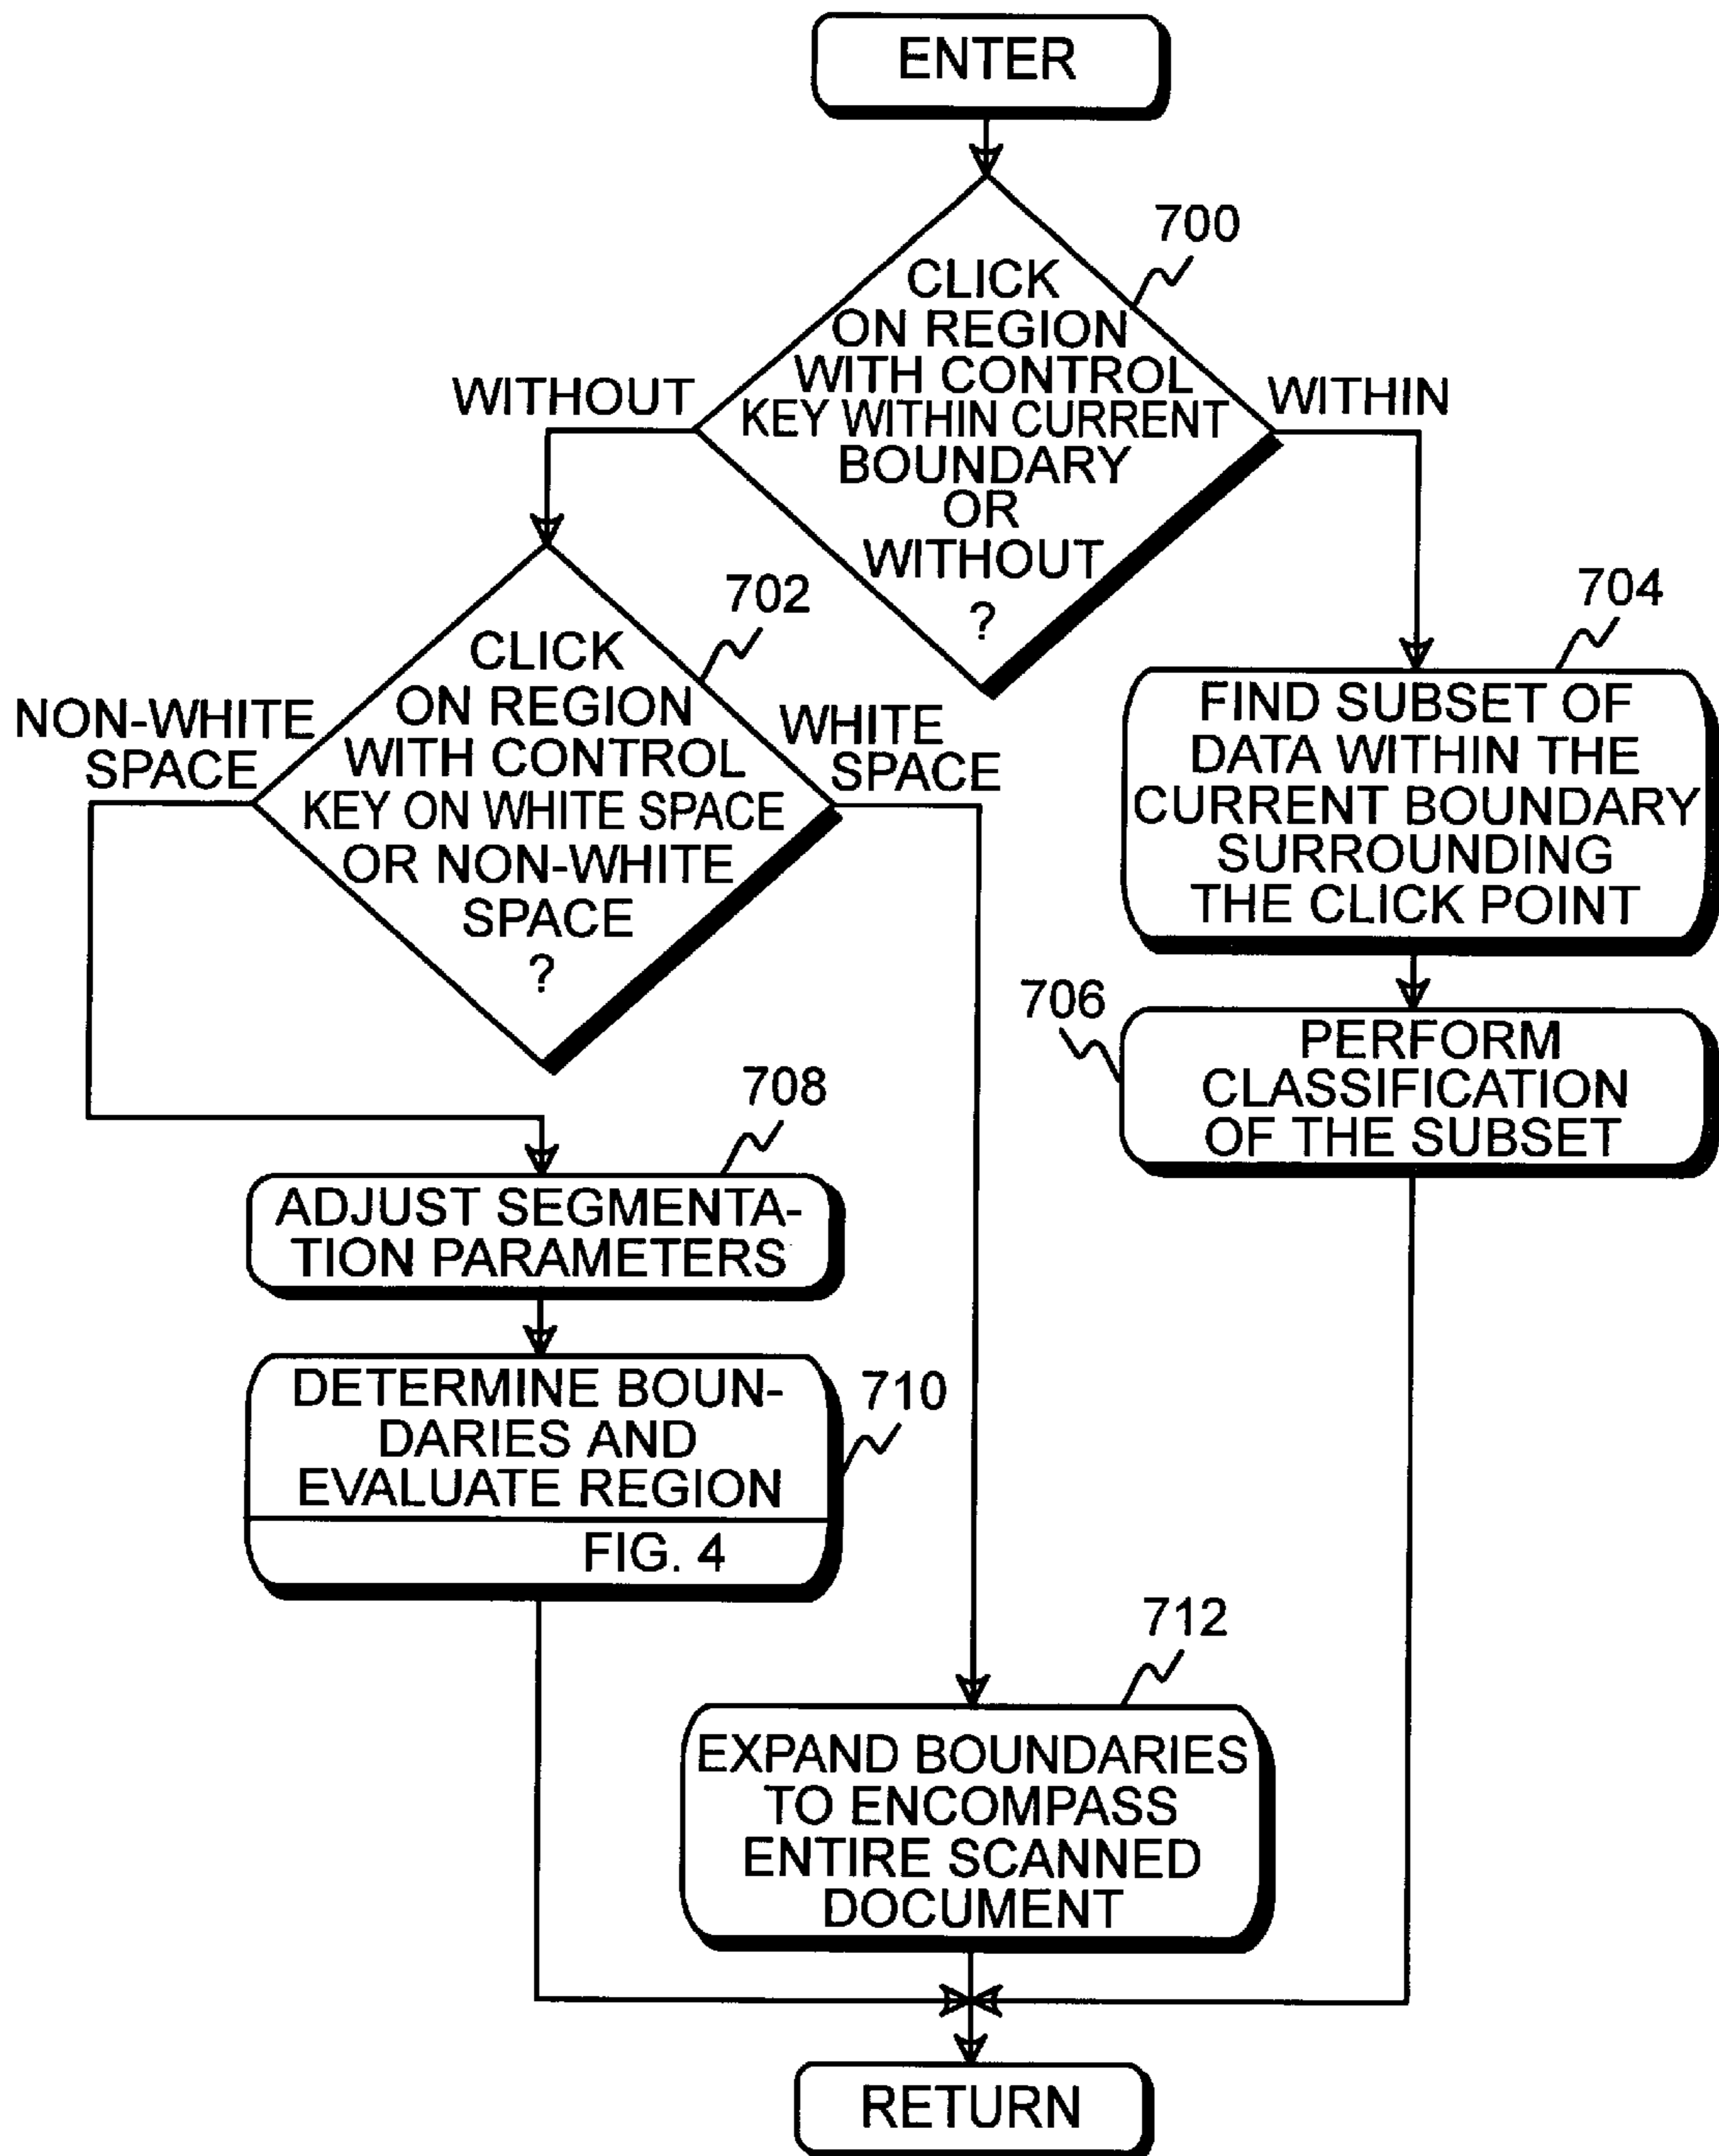 ENTER
700
CLICK
ON REGION
WITH CONTROL
KEY WITHIN CURRENT
BOUNDARY
OR
WITHOUT
?
WITHOUT
WITHIN
702
CLICK
ON REGION
WITH CONTROL
KEY ON WHITE SPACE
OR NON-WHITE
SPACE
?
NON-WHITE
SPACE
WHITE
SPACE
704
FIND SUBSET OF
DATA WITHIN THE
CURRENT BOUNDARY
SURROUNDING
THE CLICK POINT
706
PERFORM
CLASSIFICATION
OF THE SUBSET
708
ADJUST SEGMENTA-
TION PARAMETERS
710
DETERMINE BOUN-
DARIES AND
EVALUATE REGION
FIG. 4
712
EXPAND BOUNDARIES
TO ENCOMPASS
ENTIRE SCANNED
DOCUMENT
RETURN